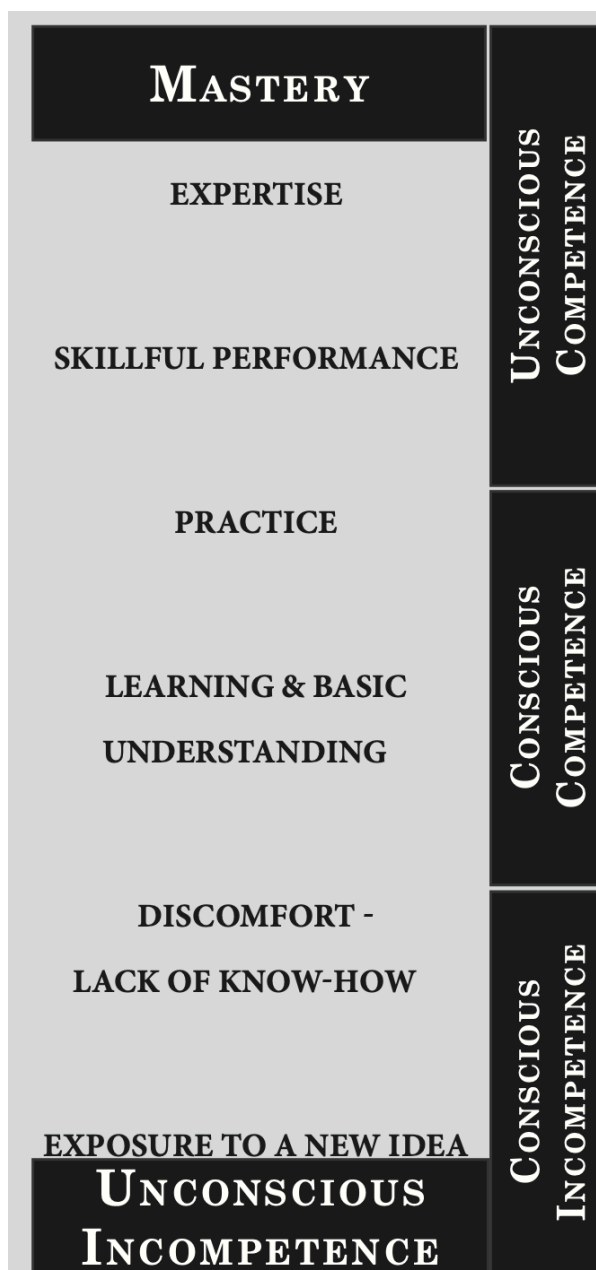 MASTERY
EXPERTISE
SKILLFUL PERFORMANCE
PRACTICE
LEARNING & BASIC
UNDERSTANDING
DISCOMFORT -
LACK OF KNOW-HOW
EXPOSURE TO A NEW IDEA
UNCONSCIOUS
INCOMPETENCE
UNCONSCIOUS
COMPETENCE
CONSCIOUS
COMPETENCE
CONSCIOUS
INCOMPETENCE